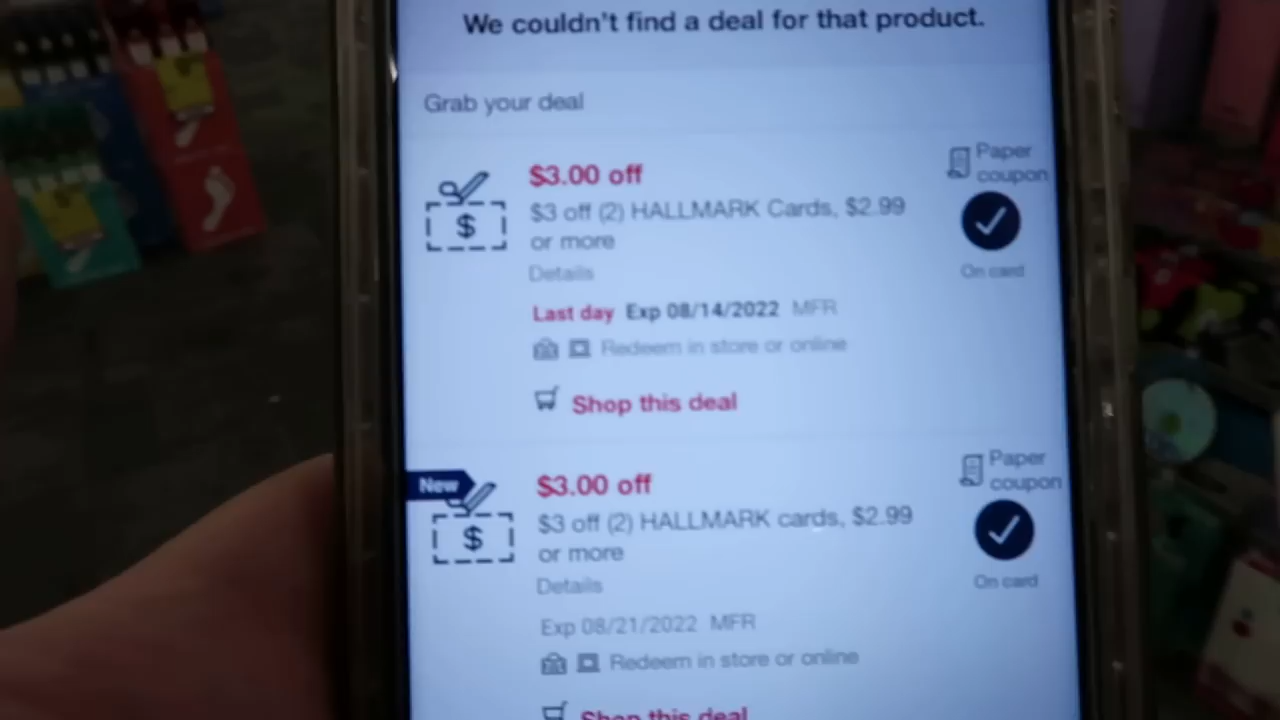 We couldn't find a deal for that product.
Grab your deal
$3.00 off
Paper
coupon
$3 off (2) HALLMARK Cards, $2.99
or more
$
Details
On card
Last day Exp 08/14/2022 MFR
Redeem in store or online
Shop this deal
New
$3.00 off
Paper
coupon
$3 off (2) HALLMARK cards, $2.99
or more
$
Details
On card
Exp 08/21/2022 MFR
Redeem in store or online
Shop this deal